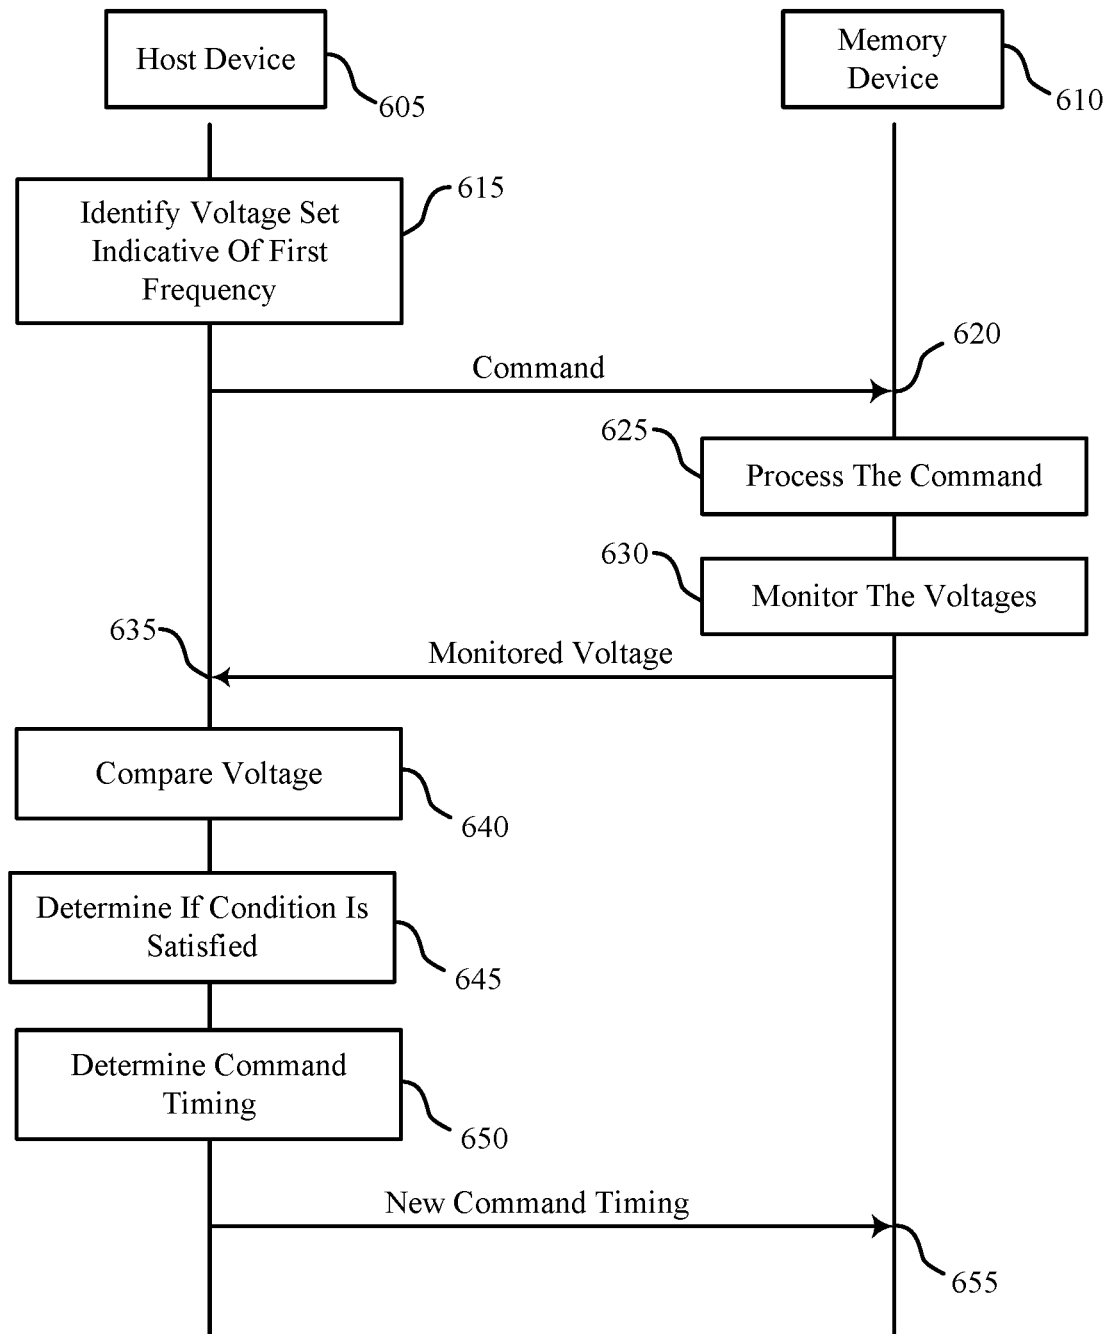 Host Device
605
Memory
Device
610
615
Identify Voltage Set
Indicative Of First
Frequency
620
Command
625
Process The Command
630
Monitor The Voltages
635
Monitored Voltage
Compare Voltage
640
Determine If Condition Is
Satisfied
645
Determine Command
Timing
650
New Command Timing
655